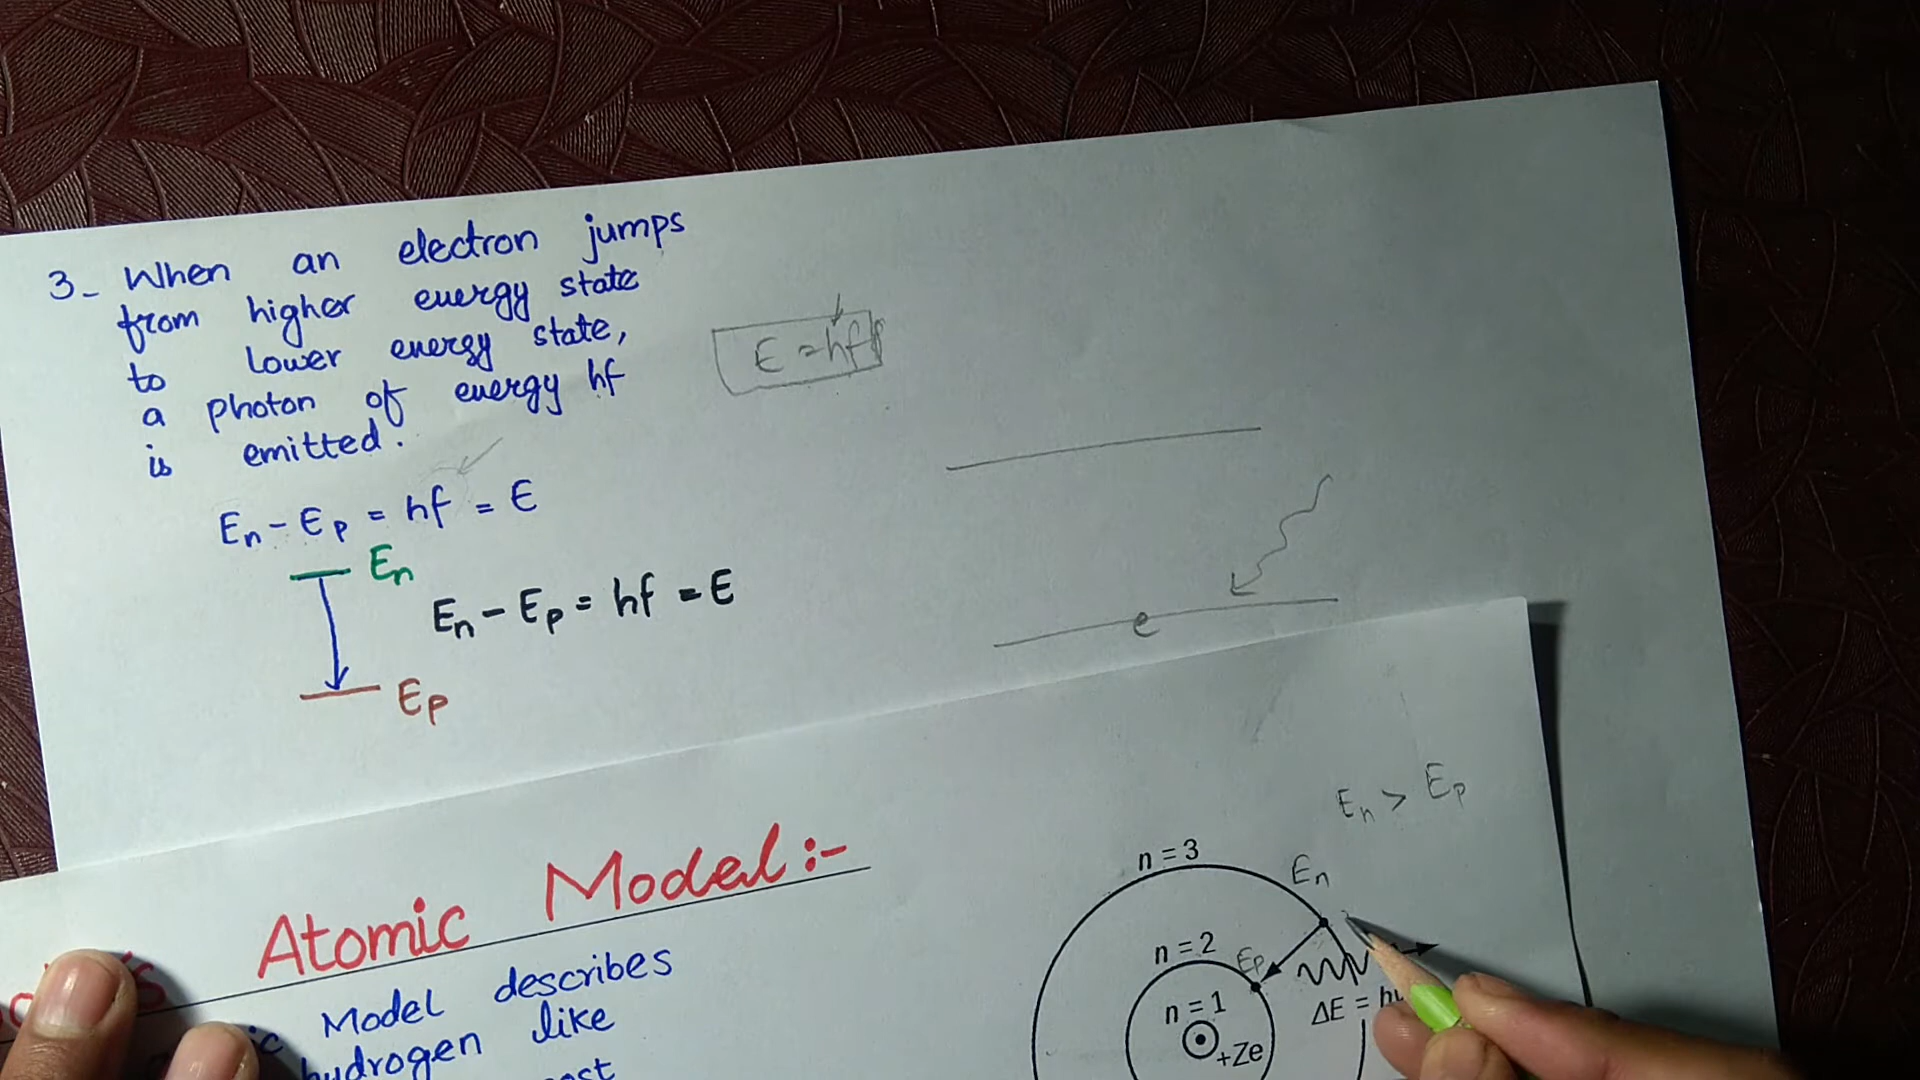 3- When an electron jumps
from higher energy state
to lower energy state,
a photon of energy hf
is emitted.
E = hf
En - Ep = hf = E
En
En - Ep = hf = E
Ep
e
En > Ep
Atomic Model:-
Model describes
hydrogen like
n = 3
En
n = 2
Ep
n = 1
+Ze
ΔE = h